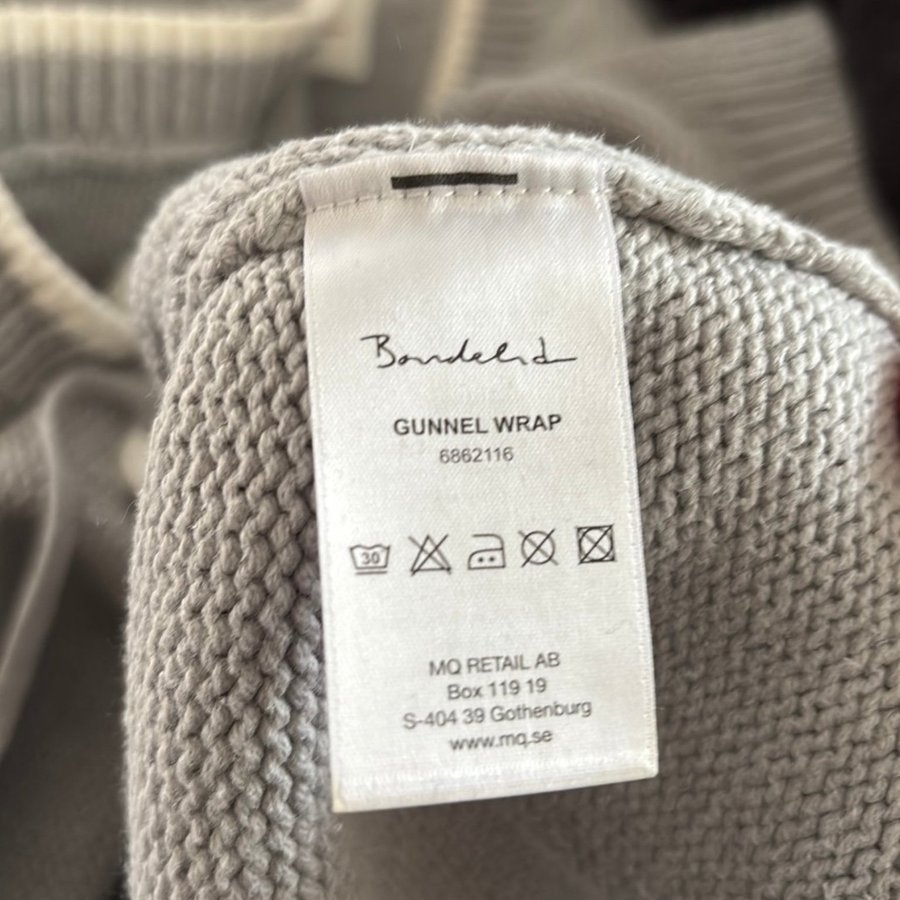 Bondelid
GUNNEL WRAP
6862116
30
MQ RETAIL AB
Box 119 19
S-404 39 Gothenburg
www.mq.se